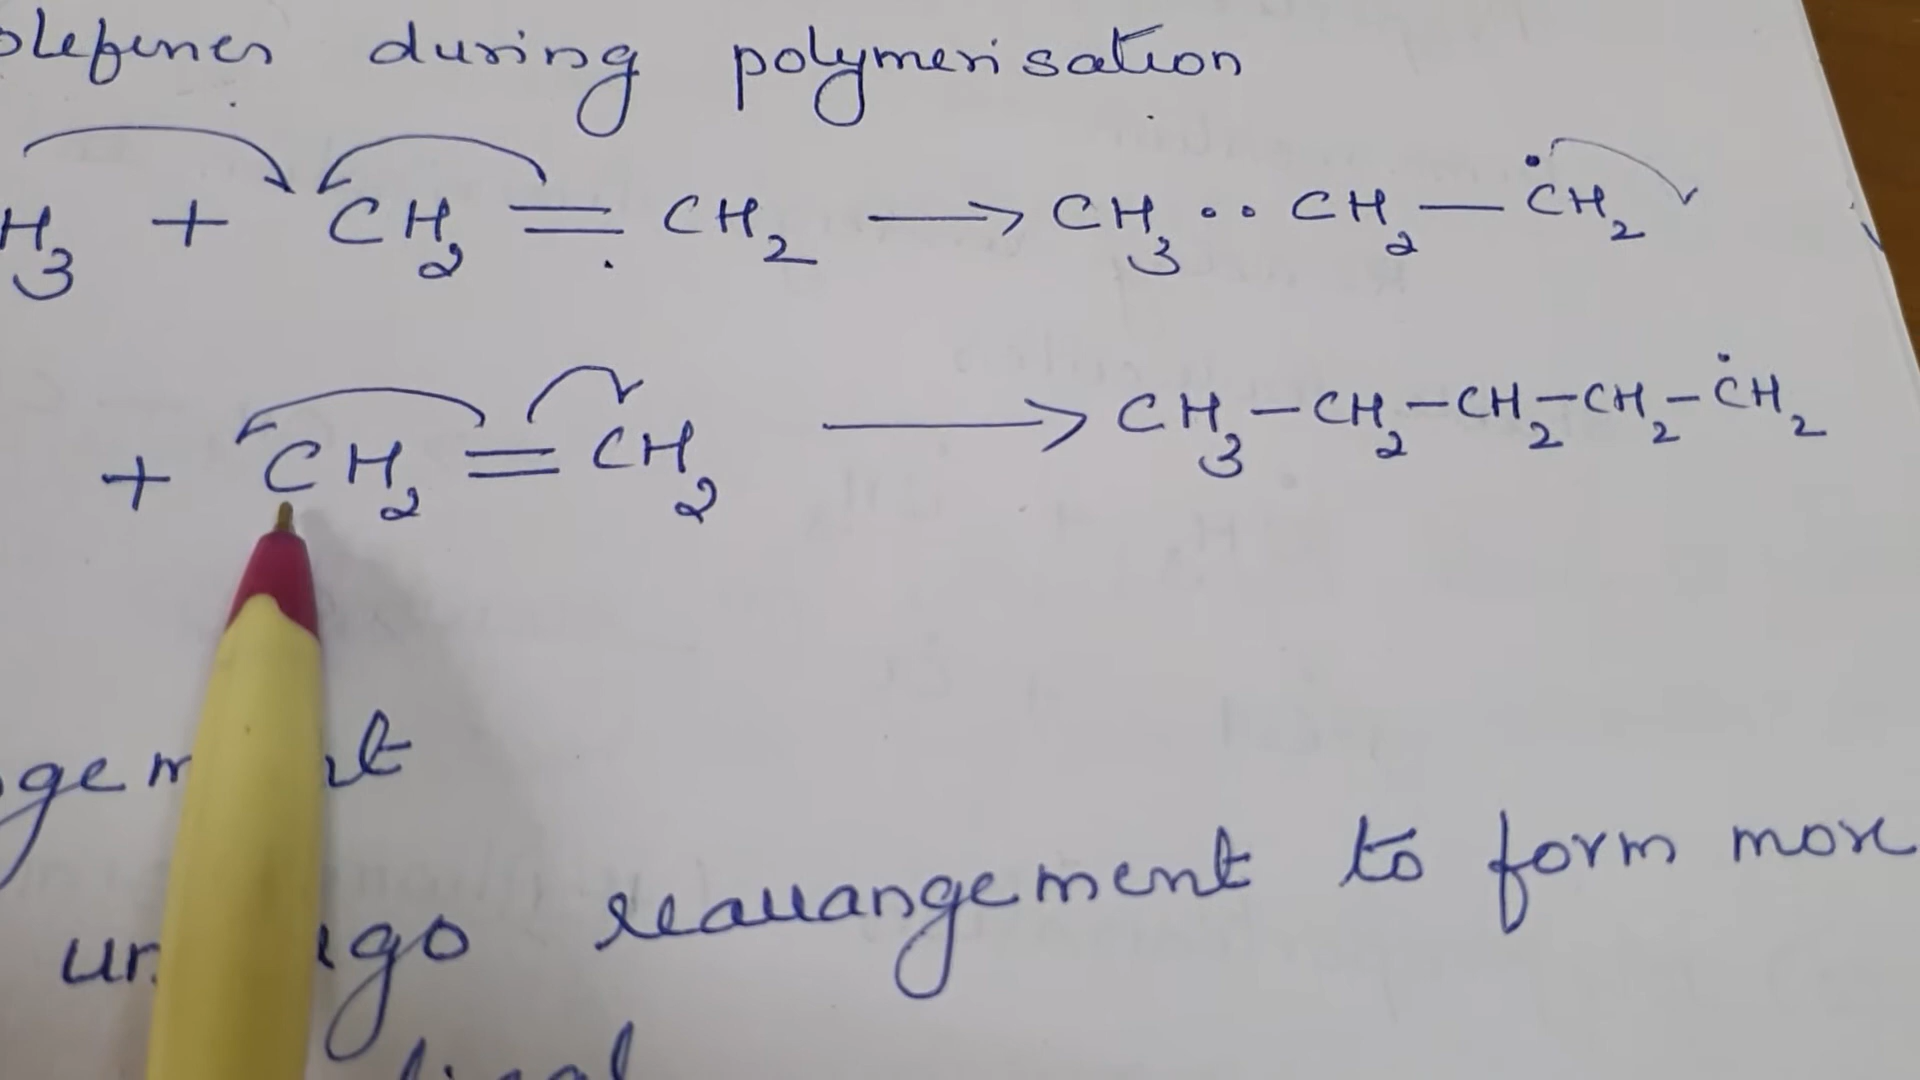 olefines during polymerisation
H₃ + CH₂ = CH₂ ⟶ CH₃ ·· CH₂ — ĊH₂
+ CH₂ = CH₂ ⟶ CH₃ — CH₂ — CH₂ — CH₂ — ĊH₂
rearrangement to form more